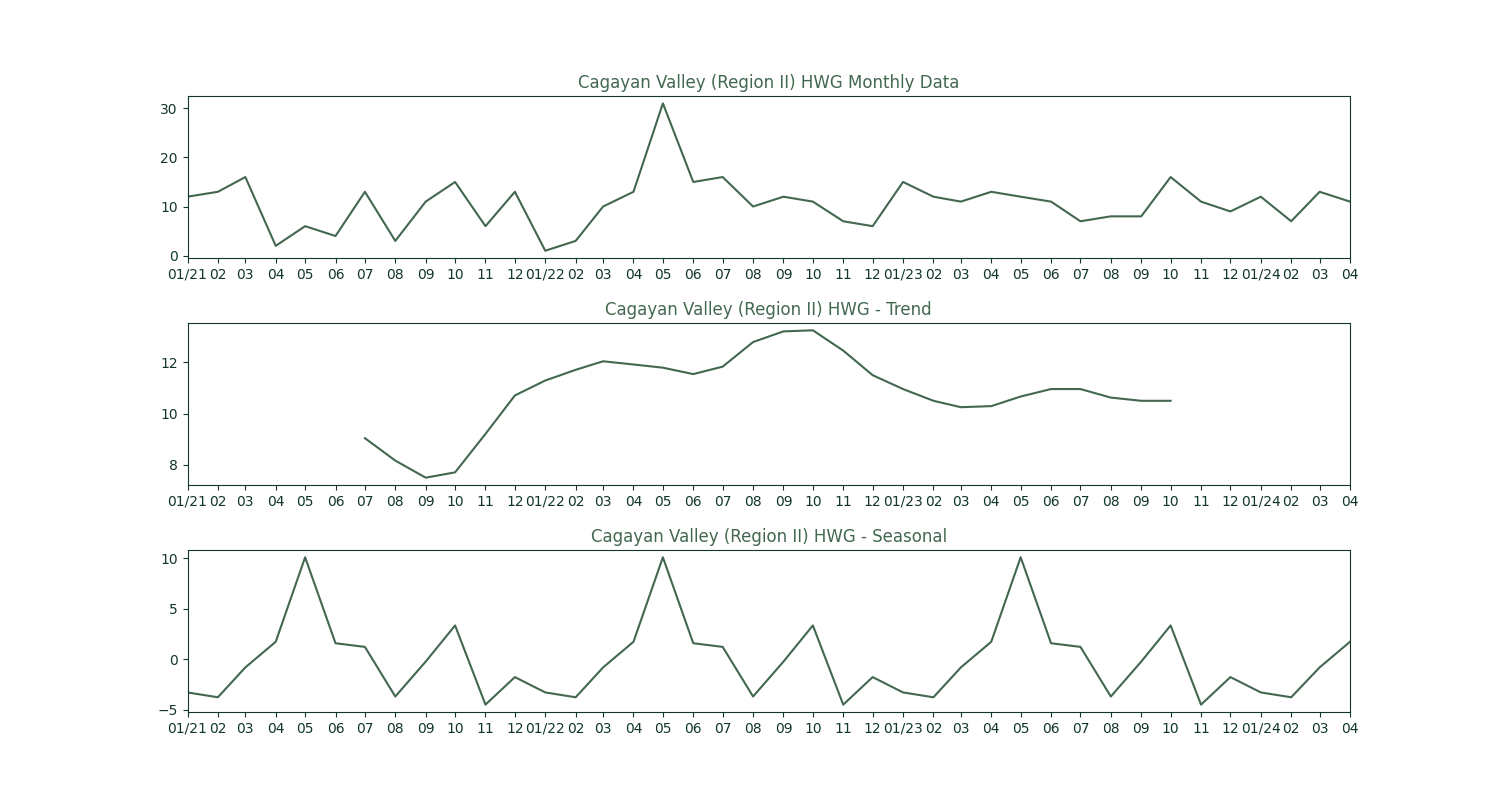 Cagayan Valley (Region II) HWG Monthly Data
30
20
10
0
01/21 02 03 04 05 06 07 08 09 10 11 12 01/22 02 03 04 05 06 07 08 09 10 11 12 01/23 02 03 04 05 06 07 08 09 10 11 12 01/24 02 03 04
Cagayan Valley (Region II) HWG - Trend
12
10
8
01/21 02 03 04 05 06 07 08 09 10 11 12 01/22 02 03 04 05 06 07 08 09 10 11 12 01/23 02 03 04 05 06 07 08 09 10 11 12 01/24 02 03 04
Cagayan Valley (Region II) HWG - Seasonal
10
5
0
−5
01/21 02 03 04 05 06 07 08 09 10 11 12 01/22 02 03 04 05 06 07 08 09 10 11 12 01/23 02 03 04 05 06 07 08 09 10 11 12 01/24 02 03 04